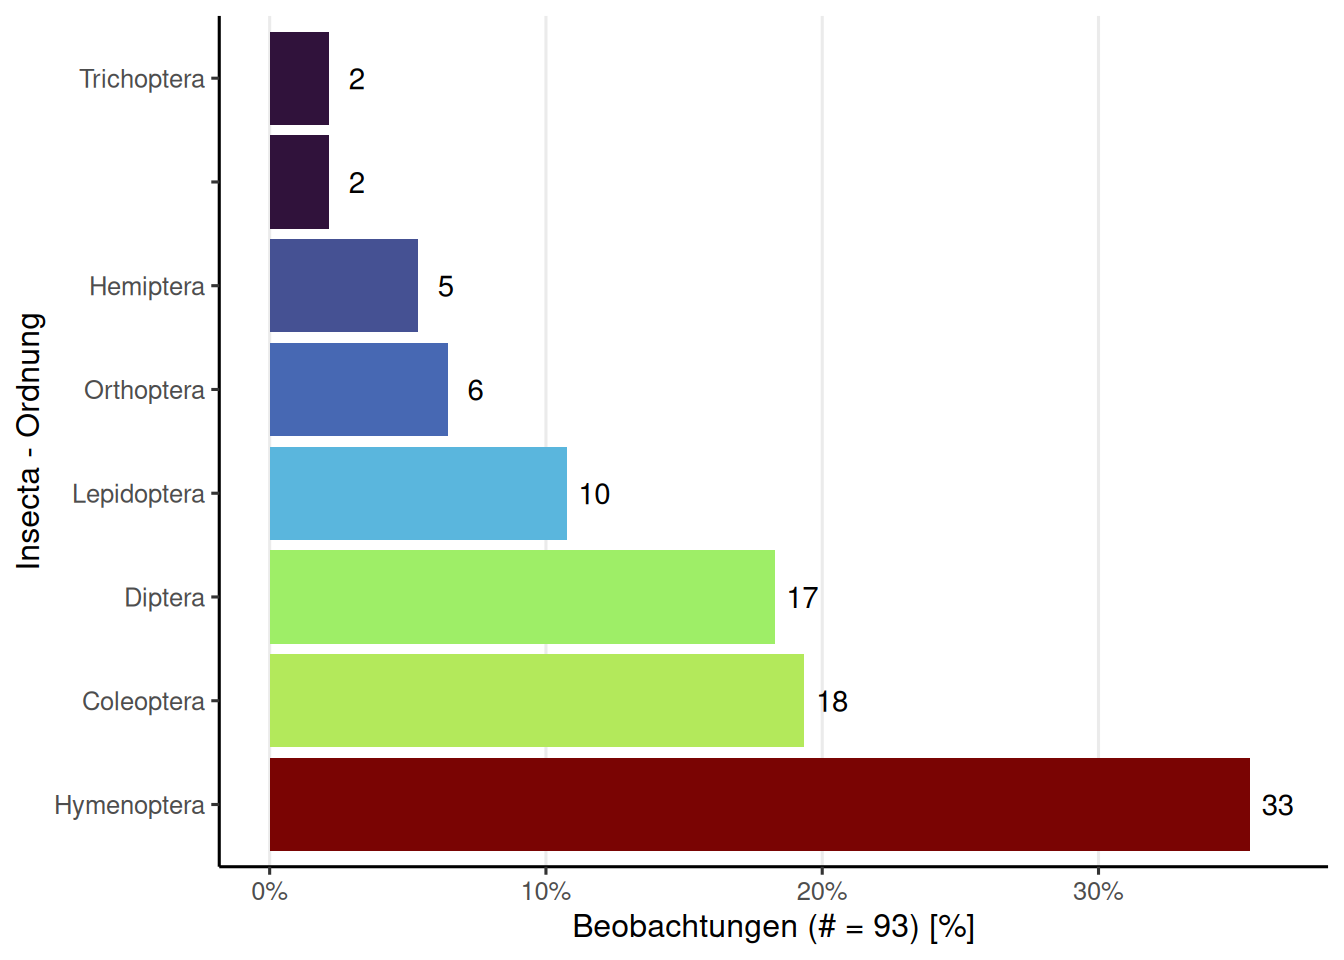 Trichoptera 2
2
Hemiptera 5
Orthoptera 6
Lepidoptera 10
Diptera 17
Coleoptera 18
Hymenoptera 33
0% 10% 20% 30%
Beobachtungen (# = 93) [%]
Insecta - Ordnung